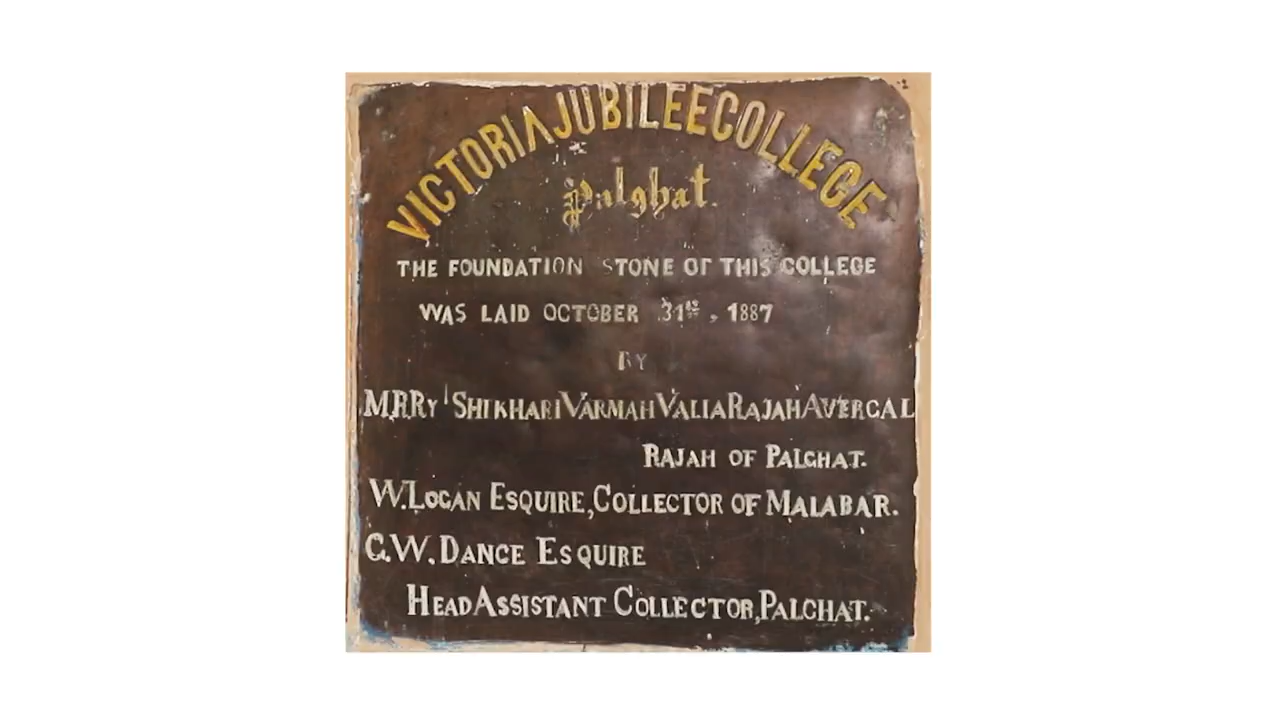 VICTORIA JUBILEE COLLEGE
Palghat.
THE FOUNDATION STONE OF THIS COLLEGE
WAS LAID OCTOBER 31st, 1887
BY
M.R.RY SHIKHARI VARMAH VALIA RAJAH AVERGAL
RAJAH OF PALGHAT.
W. LOGAN ESQUIRE, COLLECTOR OF MALABAR.
G.W. DANCE ESQUIRE
HEAD ASSISTANT COLLECTOR, PALGHAT.